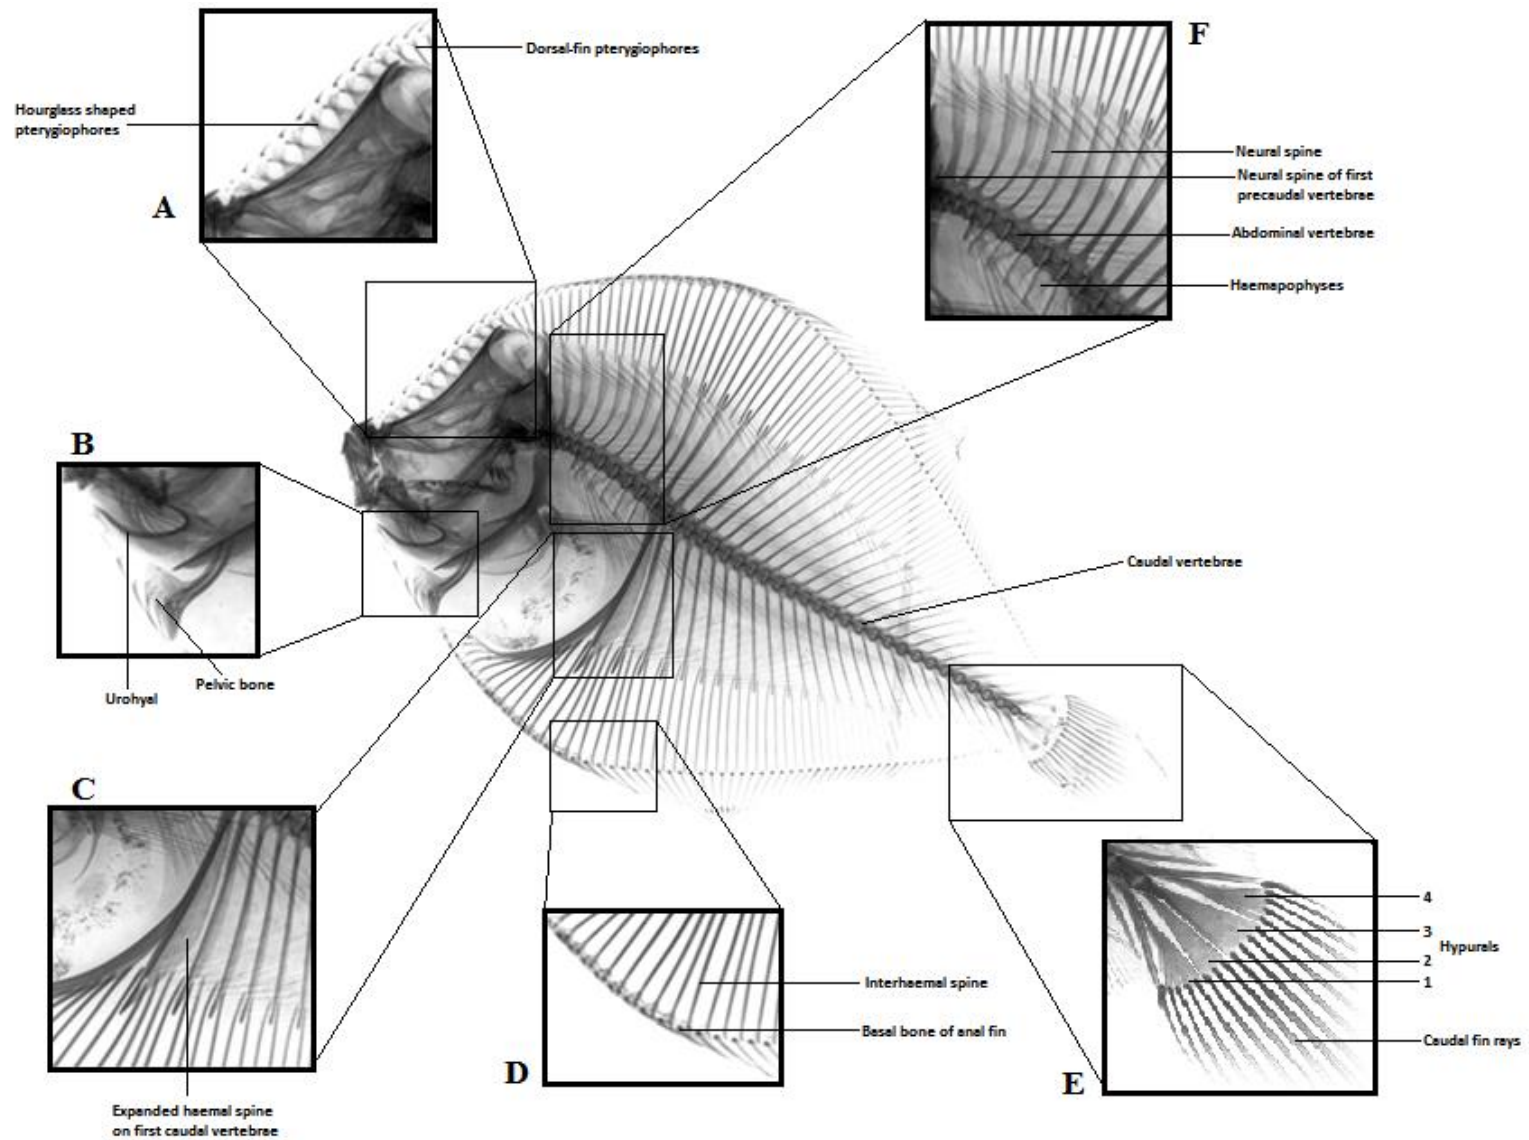 A
Dorsal-fin pterygiophores
Hourglass shaped
pterygiophores
F
Neural spine
Neural spine of first
precaudal vertebrae
Abdominal vertebrae
Haemapophyses
B
Urohyal
Pelvic bone
Caudal vertebrae
C
Expanded haemal spine
on first caudal vertebrae
D
Interhaemal spine
Basal bone of anal fin
E
4
3
Hypurals
2
1
Caudal fin rays